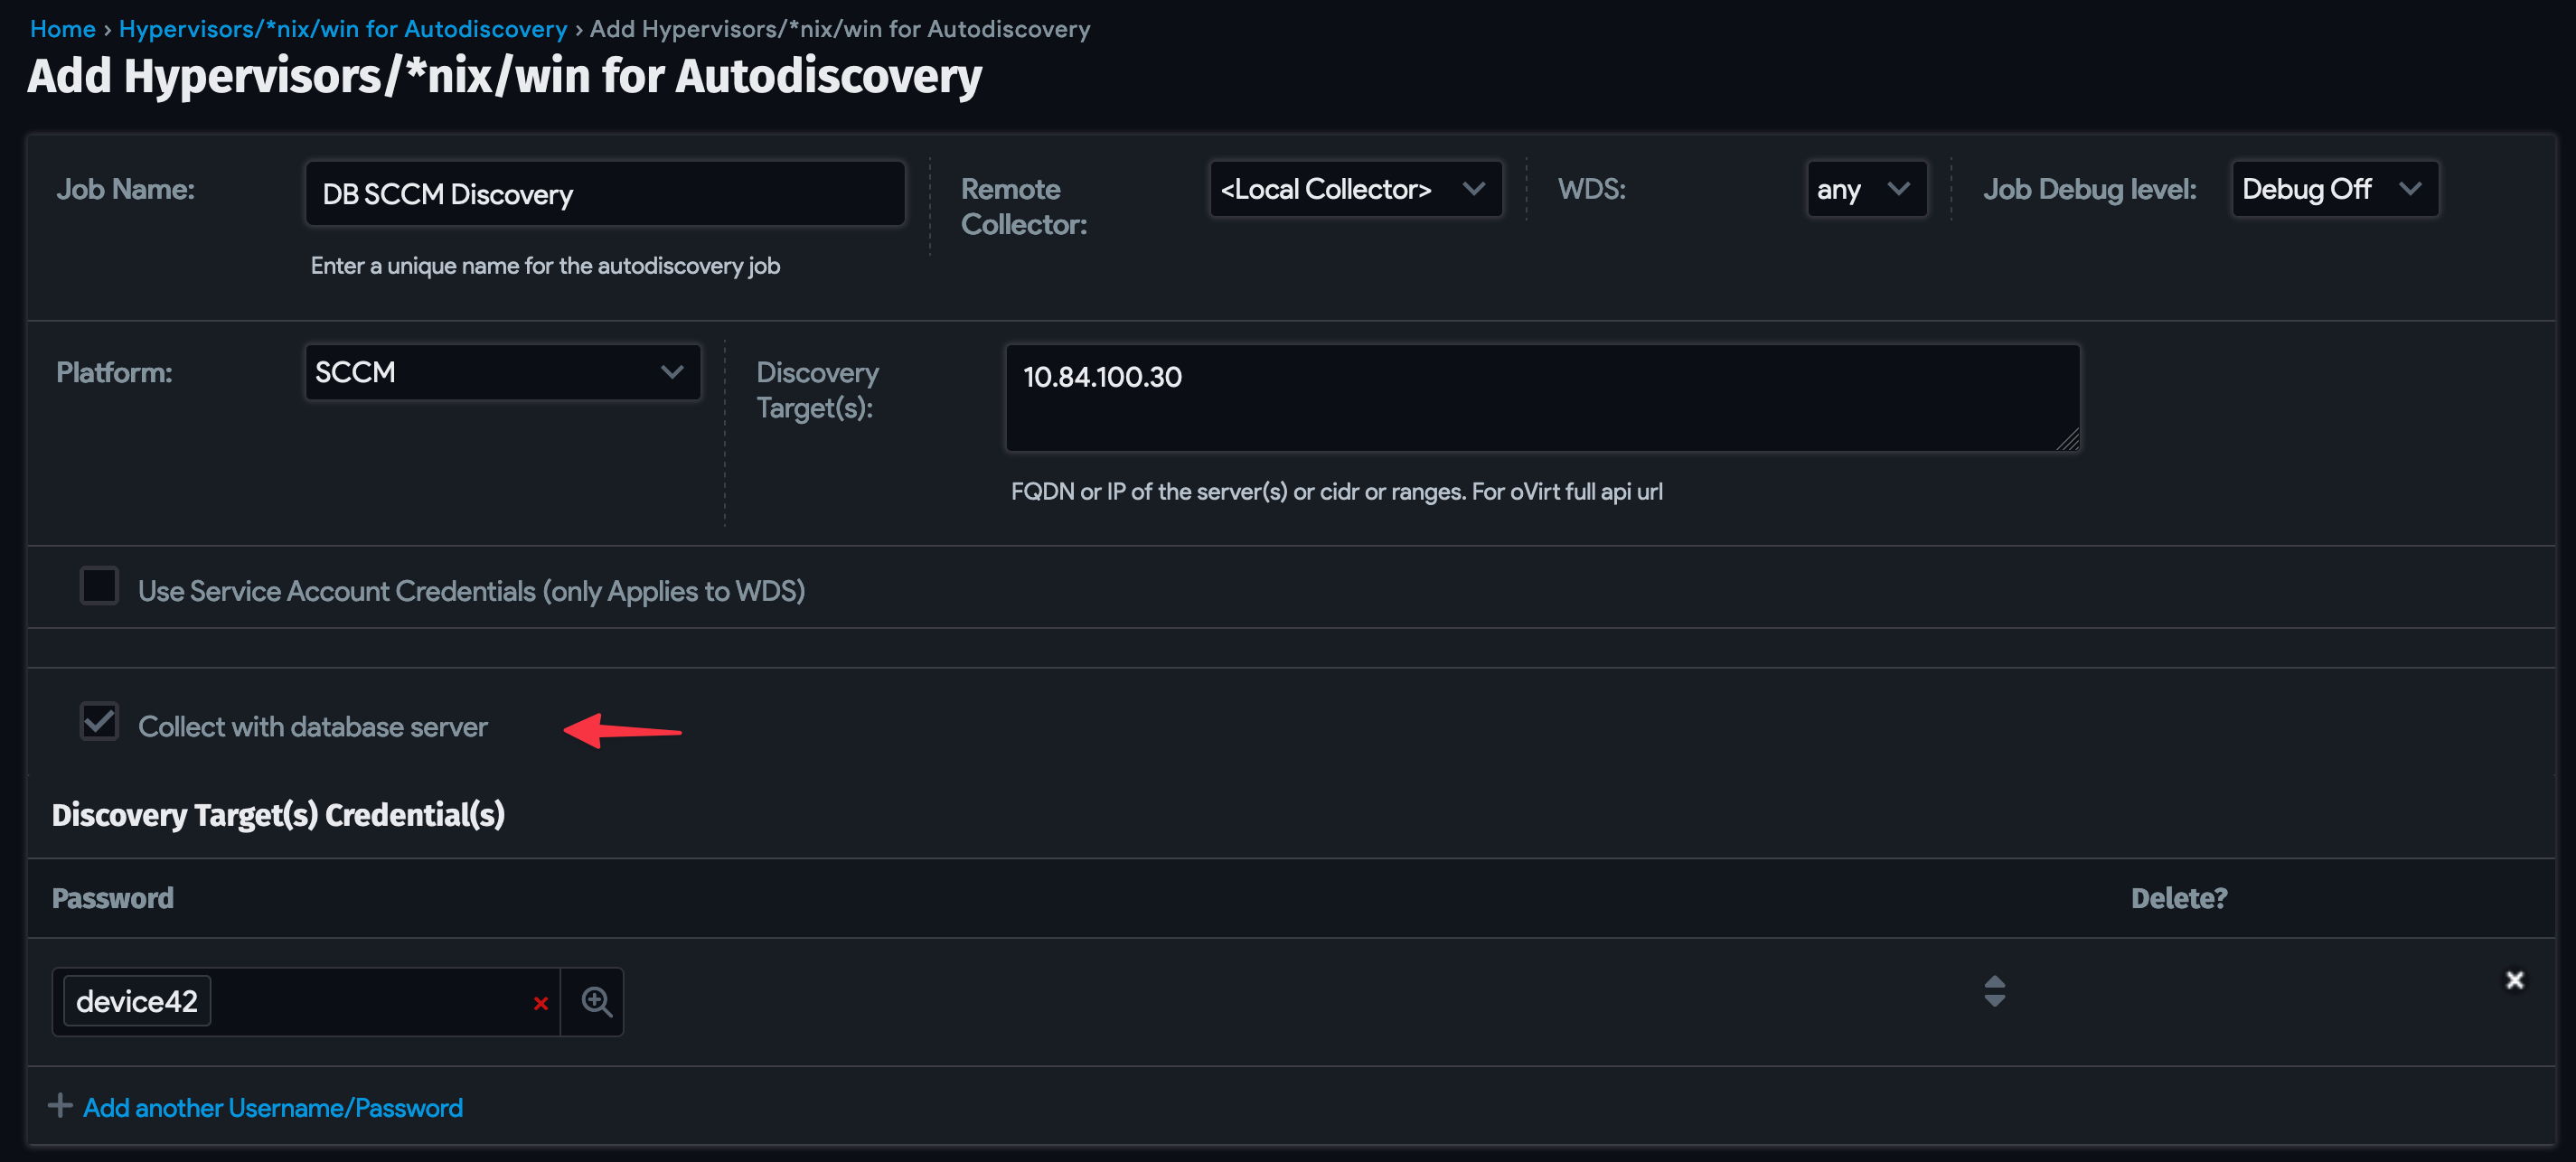 Home › Hypervisors/*nix/win for Autodiscovery › Add Hypervisors/*nix/win for Autodiscovery
Add Hypervisors/*nix/win for Autodiscovery
Job Name:
DB SCCM Discovery
Enter a unique name for the autodiscovery job
Remote
Collector:
<Local Collector>
WDS:
any
Job Debug level:
Debug Off
Platform:
SCCM
Discovery
Target(s):
10.84.100.30
FQDN or IP of the server(s) or cidr or ranges. For oVirt full api url
Use Service Account Credentials (only Applies to WDS)
Collect with database server
Discovery Target(s) Credential(s)
Password
Delete?
device42
Add another Username/Password